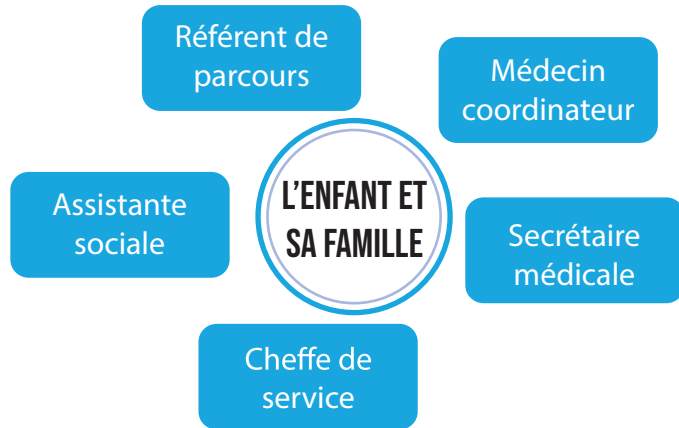 Référent de
parcours
Médecin
coordinateur
L'ENFANT ET
SA FAMILLE
Assistante
sociale
Secrétaire
médicale
Cheffe de
service